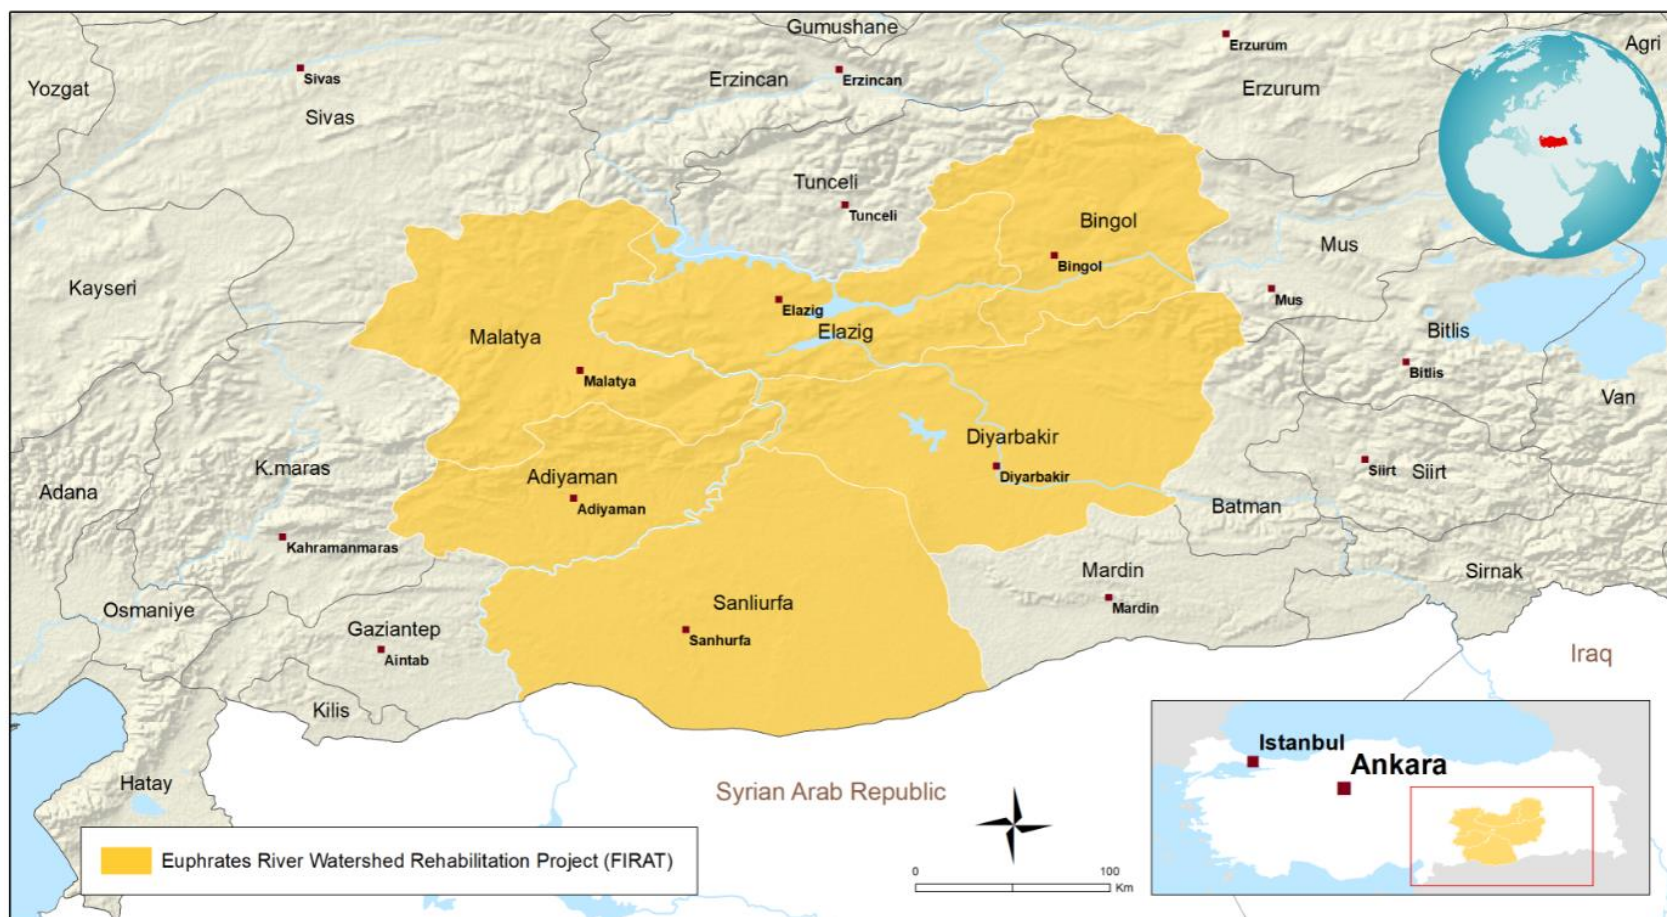 Gumushane
Erzurum
Agri
Sivas
Erzincan
Erzincan
Yozgat
Erzurum
Sivas
Tunceli
Tunceli
Bingol
Mus
Bingol
Kayseri
Mus
Elazig
Elazig
Bitlis
Malatya
Bitlis
Malatya
Van
Diyarbakir
K.maras
Siirt
Siirt
Adiyaman
Diyarbakir
Adana
Adiyaman
Batman
Kahramanmaras
Mardin
Sirnak
Osmaniye
Sanliurfa
Mardin
Gaziantep
Sanhurfa
Aintab
Iraq
Kilis
Istanbul
Ankara
Hatay
Syrian Arab Republic
Euphrates River Watershed Rehabilitation Project (FIRAT)
0 100
Km